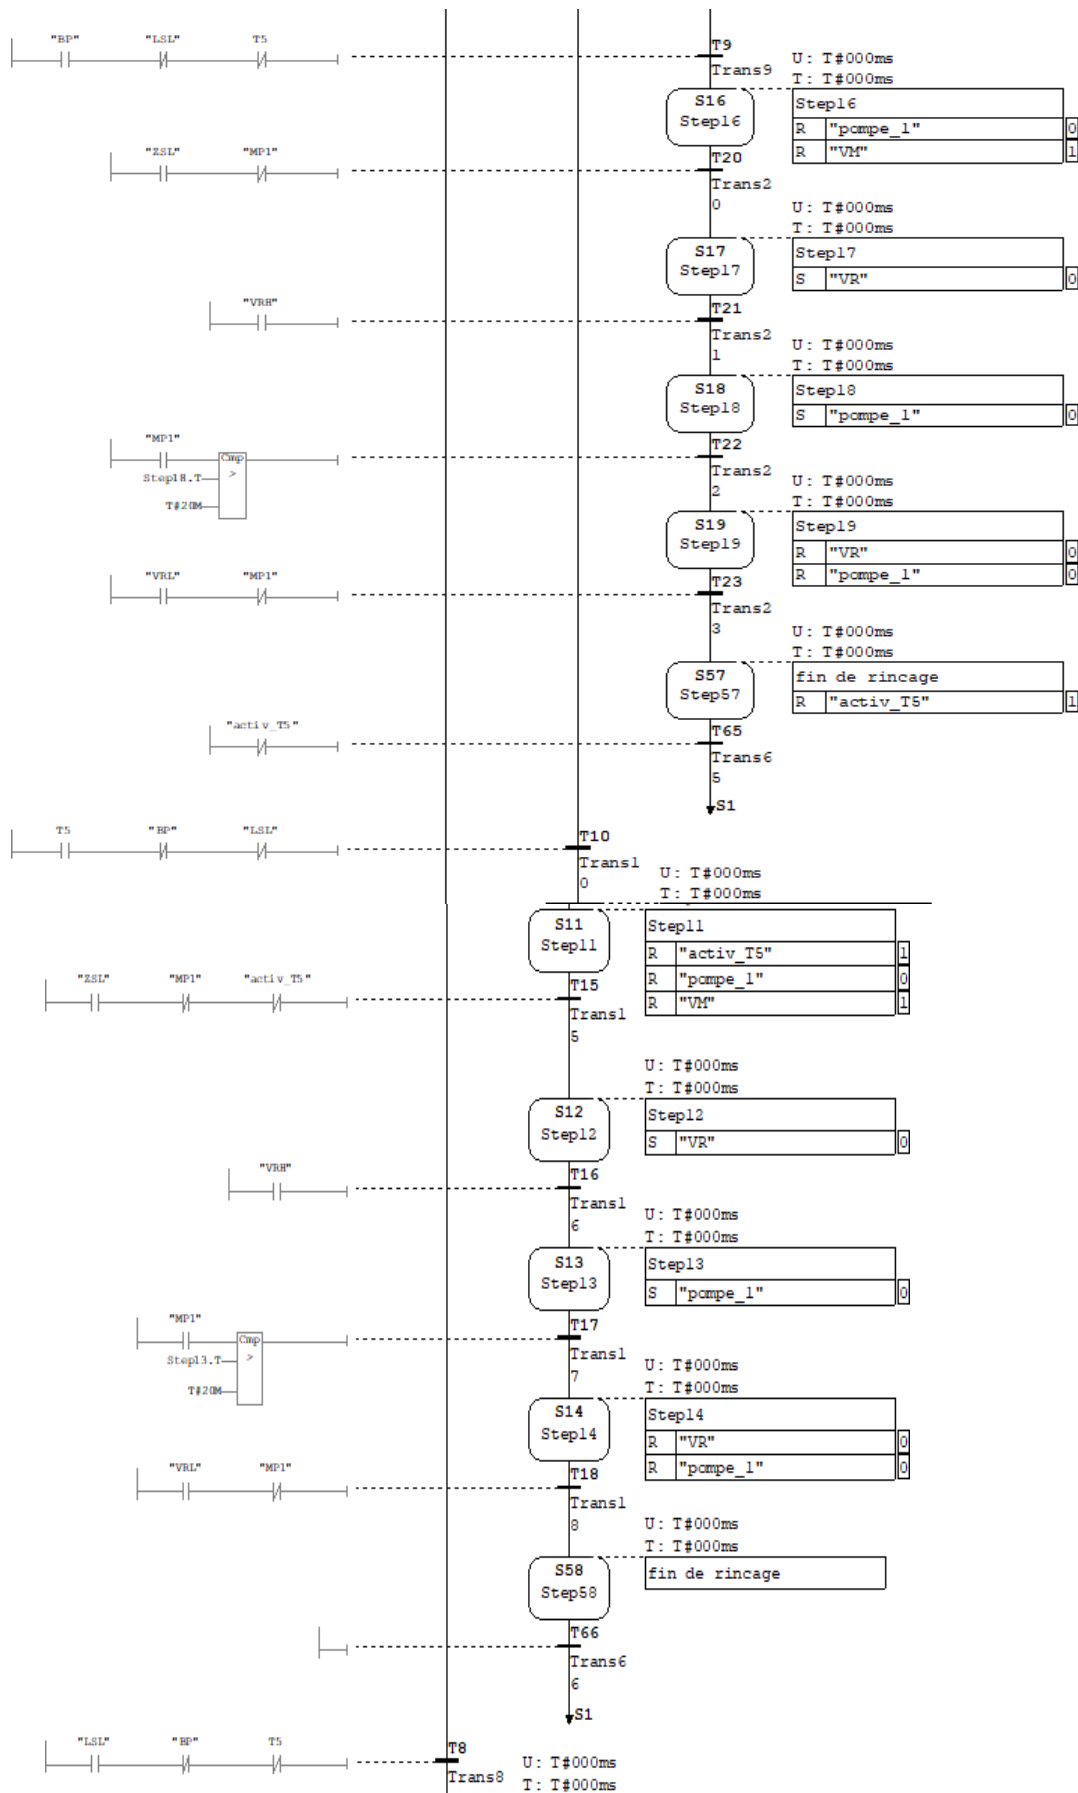 "BP" "LSL" T5
T9
Trans9
U: T#000ms
T: T#000ms
S16
Step16
Step16
R "pompe_1" 0
R "VM" 1
"ZSL" "MP1"
T20
Trans2
0
U: T#000ms
T: T#000ms
S17
Step17
Step17
S "VR" 0
"VRH"
T21
Trans2
1
U: T#000ms
T: T#000ms
S18
Step18
Step18
S "pompe_1" 0
"MP1"
Cmp
>
Step18.T
T#20M
T22
Trans2
2
U: T#000ms
T: T#000ms
S19
Step19
Step19
R "VR" 0
R "pompe_1" 0
"VRL" "MP1"
T23
Trans2
3
U: T#000ms
T: T#000ms
S57
Step57
fin de rincage
R "activ_T5" 1
"activ_T5"
T65
Trans6
5
S1
T5 "BP" "LSL"
T10
Trans1
0
U: T#000ms
T: T#000ms
S11
Step11
Step11
R "activ_T5" 1
R "pompe_1" 0
R "VM" 1
"ZSL" "MP1" "activ_T5"
T15
Trans1
5
U: T#000ms
T: T#000ms
S12
Step12
Step12
S "VR" 0
"VRH"
T16
Trans1
6
U: T#000ms
T: T#000ms
S13
Step13
Step13
S "pompe_1" 0
"MP1"
Cmp
>
Step13.T
T#20M
T17
Trans1
7
U: T#000ms
T: T#000ms
S14
Step14
Step14
R "VR" 0
R "pompe_1" 0
"VRL" "MP1"
T18
Trans1
8
U: T#000ms
T: T#000ms
S58
Step58
fin de rincage
T66
Trans6
6
S1
"LSL" "BP" T5
T8
Trans8
U: T#000ms
T: T#000ms